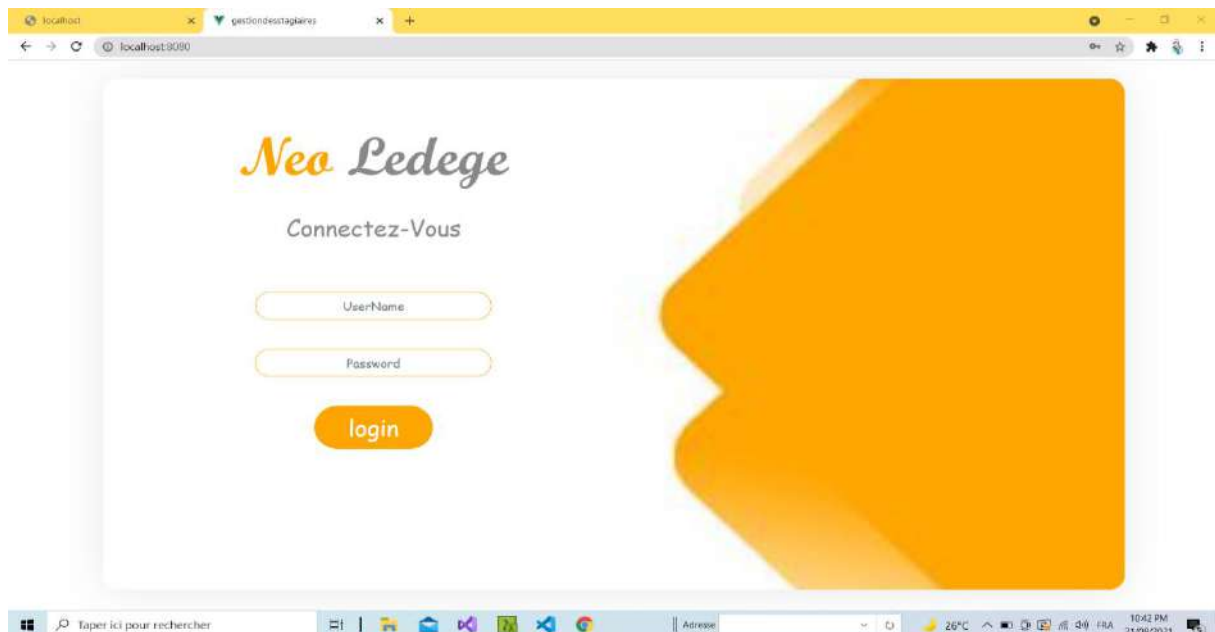 localhost
gestiondesstagiaires
localhost:8080
Neo Ledege
Connectez-Vous
UserName
Password
login
Taper ici pour rechercher
Adresse
26°C
FRA
10:42 PM